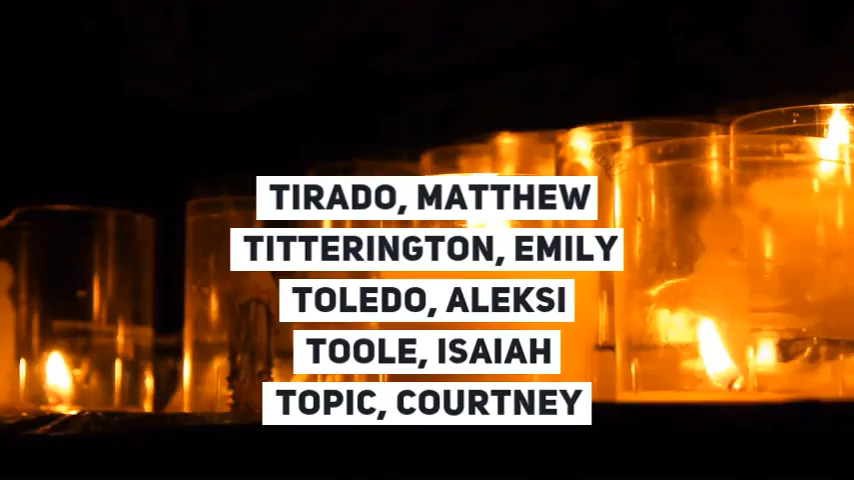 TIRADO, MATTHEW
TITTERINGTON, EMILY
TOLEDO, ALEKSI
TOOLE, ISAIAH
TOPIC, COURTNEY